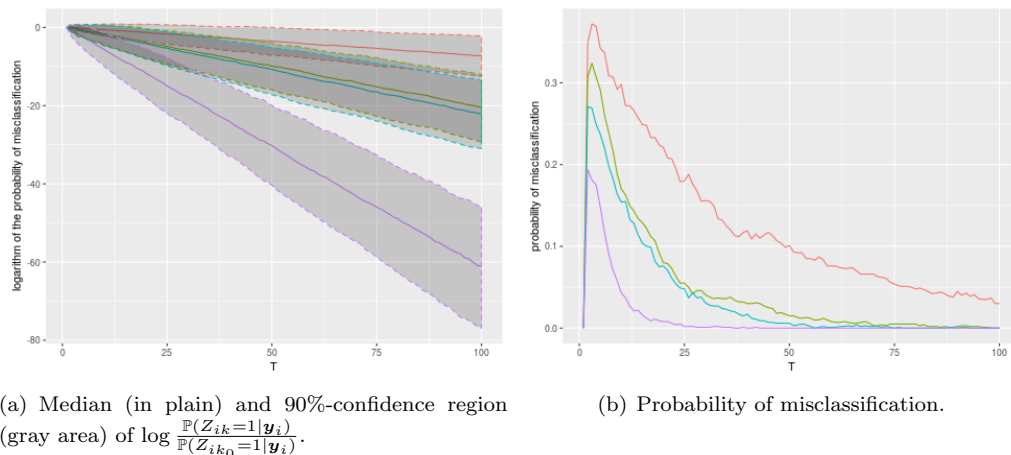 0
-20
-40
-60
-80
logarithm of the probability of misclassification
0 25 50 75 100
T
0.3
0.2
0.1
0.0
probability of misclassification
0 25 50 75 100
T
(a) Median (in plain) and 90%-confidence region
(gray area) of log ℙ(Z_{ik}=1|𝒚_i) / ℙ(Z_{ik_0}=1|𝒚_i).
(b) Probability of misclassification.